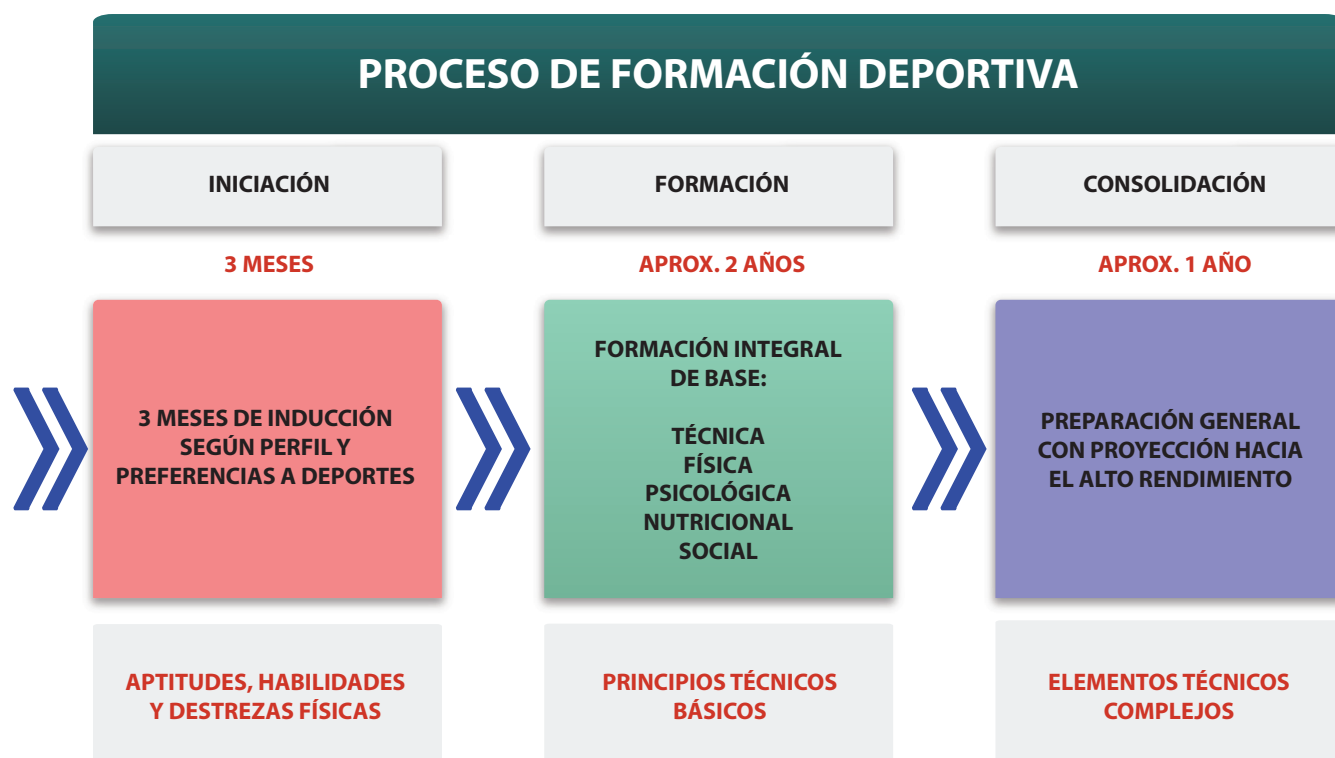 PROCESO DE FORMACIÓN DEPORTIVA
INICIACIÓN
3 MESES
3 MESES DE INDUCCIÓN
SEGÚN PERFIL Y
PREFERENCIAS A DEPORTES
APTITUDES, HABILIDADES
Y DESTREZAS FÍSICAS
FORMACIÓN
APROX. 2 AÑOS
FORMACIÓN INTEGRAL
DE BASE:
TÉCNICA
FÍSICA
PSICOLÓGICA
NUTRICIONAL
SOCIAL
PRINCIPIOS TÉCNICOS
BÁSICOS
CONSOLIDACIÓN
APROX. 1 AÑO
PREPARACIÓN GENERAL
CON PROYECCIÓN HACIA
EL ALTO RENDIMIENTO
ELEMENTOS TÉCNICOS
COMPLEJOS